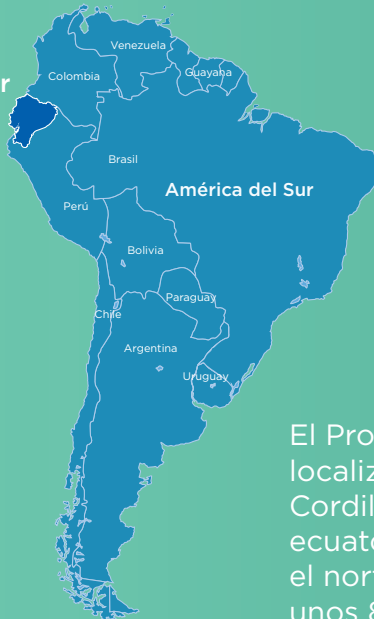 Venezuela
Guayana
Colombia
r
Brasil
América del Sur
Perú
Bolivia
Paraguay
Chile
Argentina
Uruguay
El Pro
localiz
Cordil
ecuato
el nort
unos 8